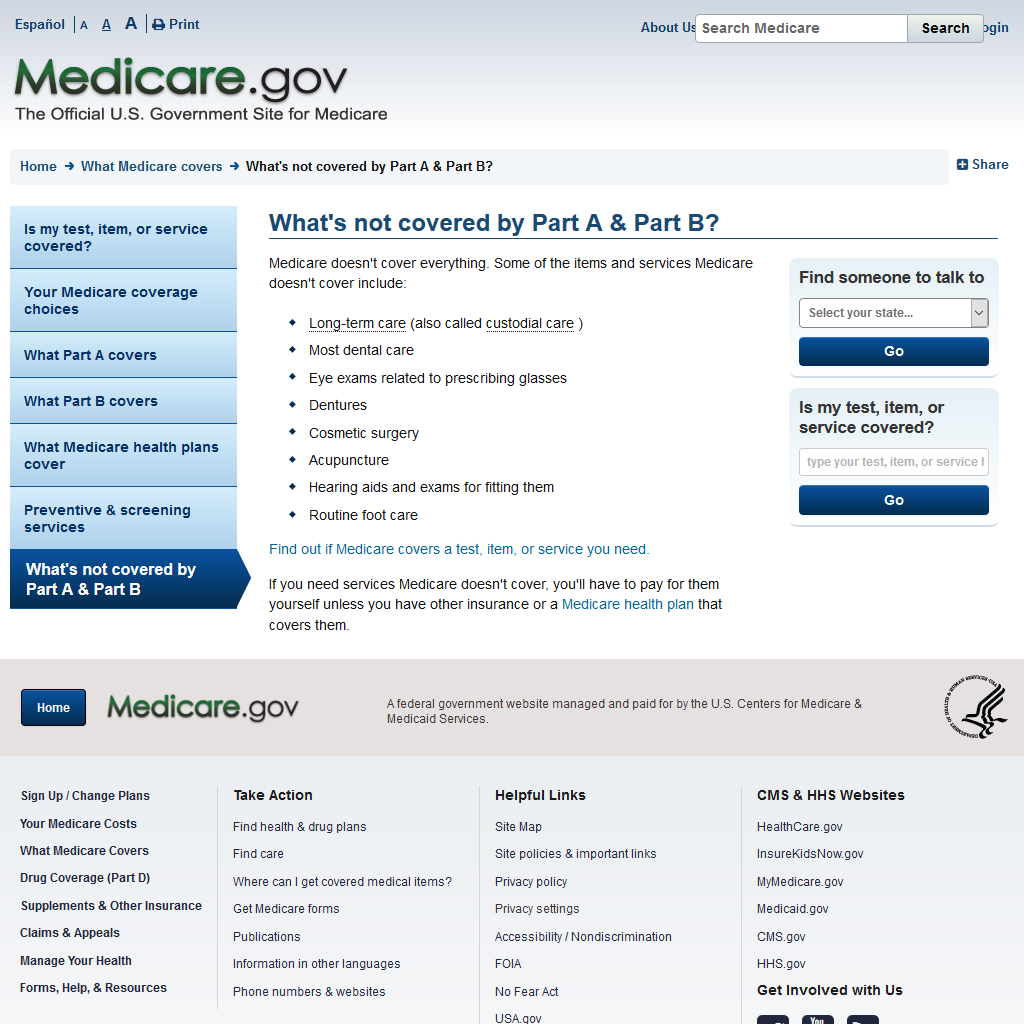 Español A A A Print
About Us Search Medicare Search ogin
Medicare.gov
The Official U.S. Government Site for Medicare
Home What Medicare covers What's not covered by Part A & Part B?
Share
Is my test, item, or service
covered?
Your Medicare coverage
choices
What Part A covers
What Part B covers
What Medicare health plans
cover
Preventive & screening
services
What's not covered by
Part A & Part B
What's not covered by Part A & Part B?
Medicare doesn't cover everything. Some of the items and services Medicare
doesn't cover include:
Long-term care (also called custodial care )
Most dental care
Eye exams related to prescribing glasses
Dentures
Cosmetic surgery
Acupuncture
Hearing aids and exams for fitting them
Routine foot care
Find out if Medicare covers a test, item, or service you need.
If you need services Medicare doesn't cover, you'll have to pay for them
yourself unless you have other insurance or a Medicare health plan that
covers them.
Find someone to talk to
Select your state...
Go
Is my test, item, or
service covered?
type your test, item, or service
Go
Home
Medicare.gov
A federal government website managed and paid for by the U.S. Centers for Medicare &
Medicaid Services.
DEPARTMENT OF HEALTH & HUMAN SERVICES USA
Sign Up / Change Plans
Your Medicare Costs
What Medicare Covers
Drug Coverage (Part D)
Supplements & Other Insurance
Claims & Appeals
Manage Your Health
Forms, Help, & Resources
Take Action
Find health & drug plans
Find care
Where can I get covered medical items?
Get Medicare forms
Publications
Information in other languages
Phone numbers & websites
Helpful Links
Site Map
Site policies & important links
Privacy policy
Privacy settings
Accessibility / Nondiscrimination
FOIA
No Fear Act
USA.gov
CMS & HHS Websites
HealthCare.gov
InsureKidsNow.gov
MyMedicare.gov
Medicaid.gov
CMS.gov
HHS.gov
Get Involved with Us
You